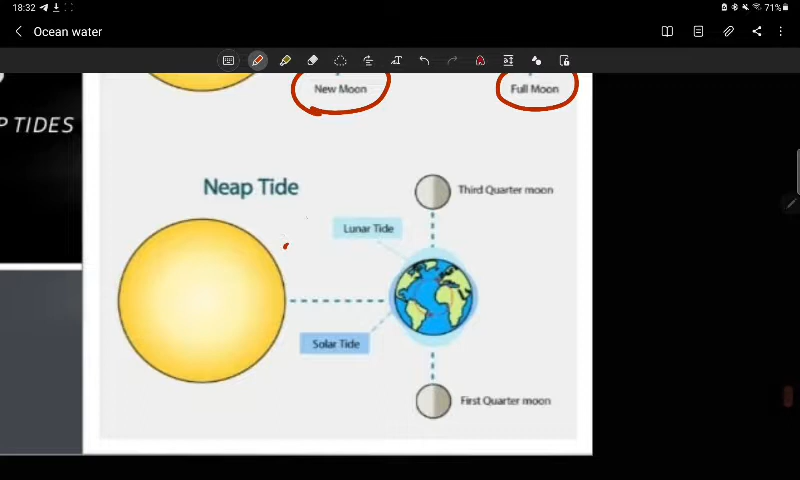 18:32
71%
Ocean water
New Moon
Full Moon
P TIDES
Neap Tide
Third Quarter moon
Lunar Tide
Solar Tide
First Quarter moon